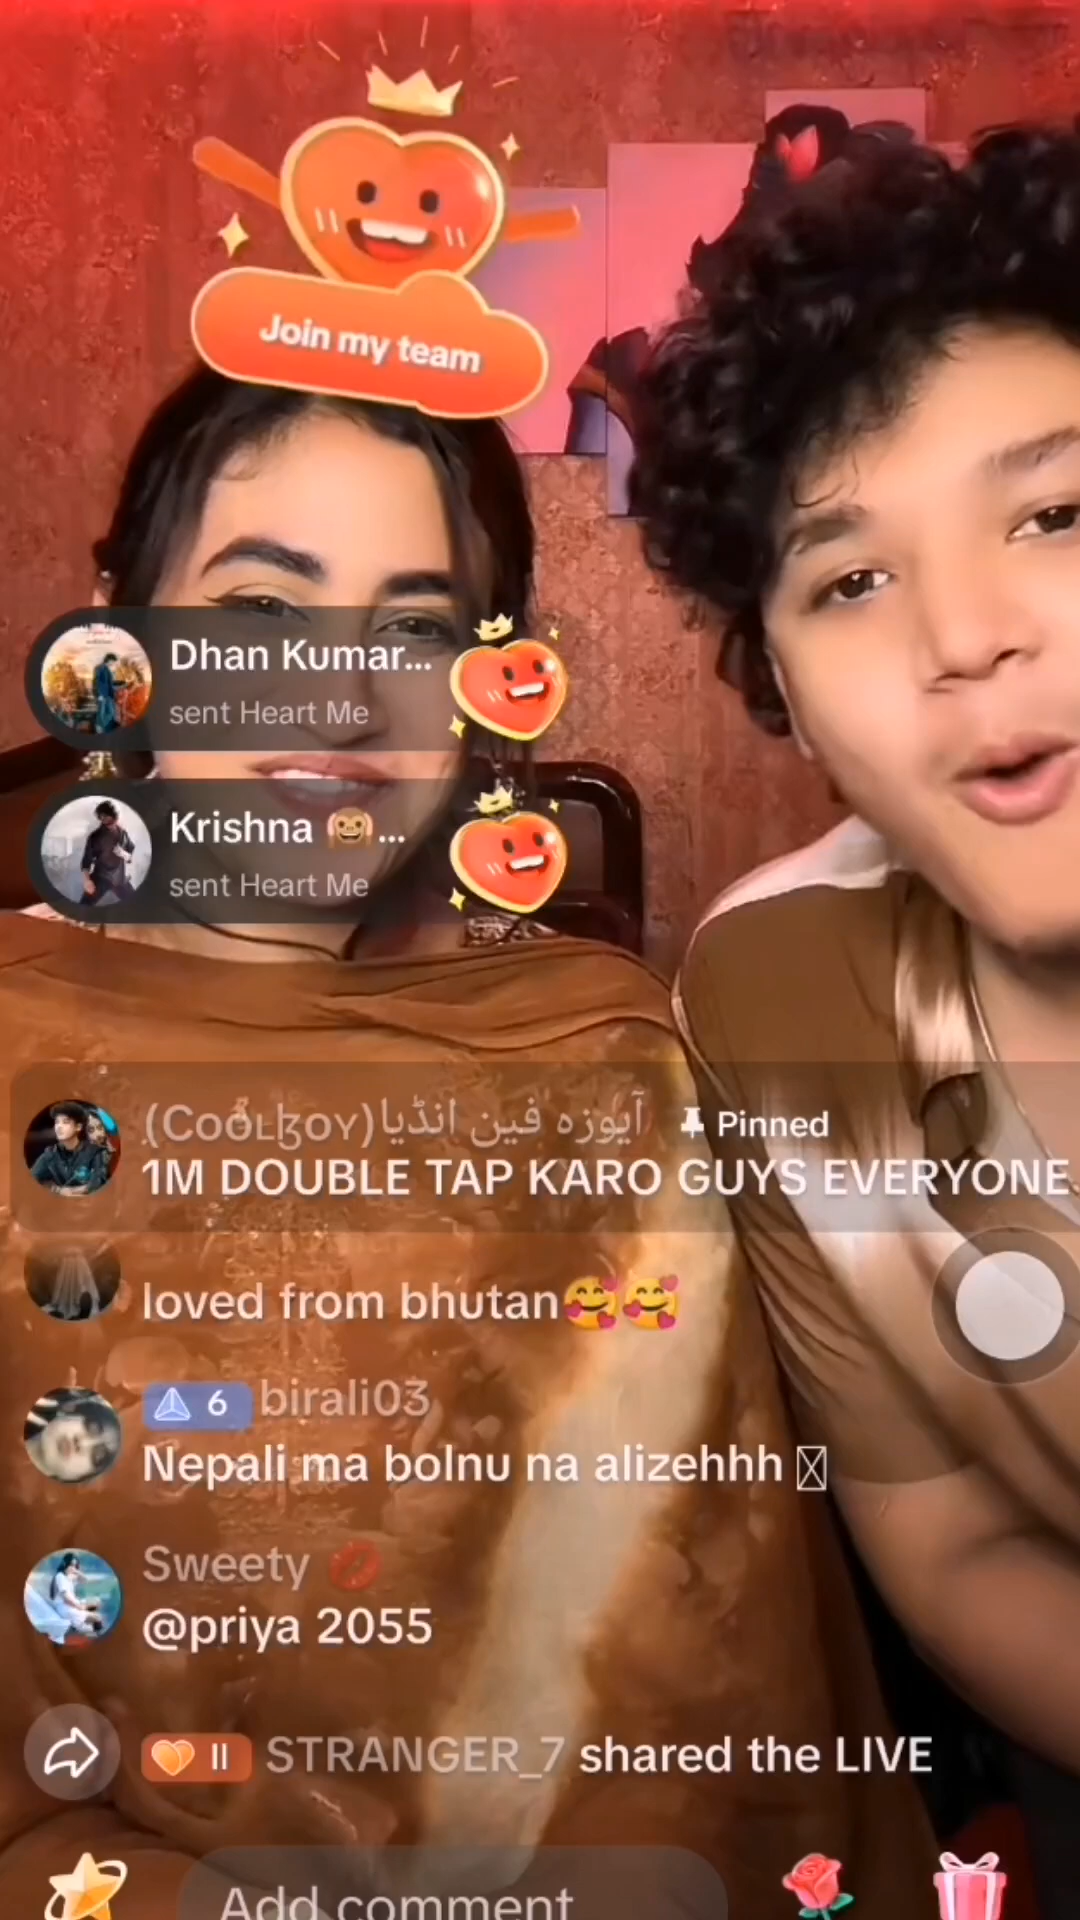 Join my team
Dhan Kumar...
sent Heart Me
Krishna 🙉...
sent Heart Me
آیوزہ فین انڈیا Pinned
1M DOUBLE TAP KARO GUYS EVERYONE
loved from bhutan🥰🥰
6 birali03
Nepali ma bolnu na alizehhh
Sweety 💋
@priya 2055
II STRANGER_7 shared the LIVE
Add comment